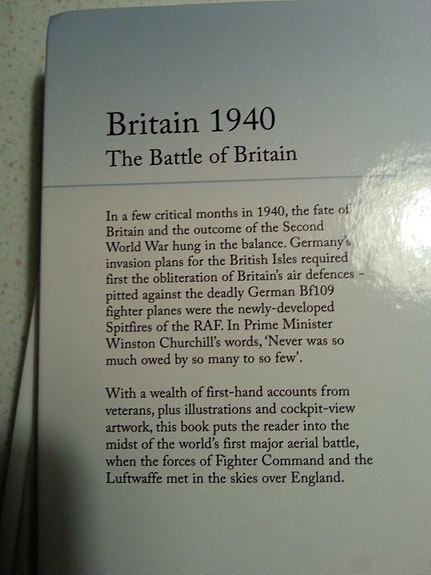 Britain 1940
The Battle of Britain
In a few critical months in 1940, the fate of
Britain and the outcome of the Second
World War hung in the balance. Germany's
invasion plans for the British Isles required
first the obliteration of Britain's air defences –
pitted against the deadly German Bf109
fighter planes were the newly-developed
Spitfires of the RAF. In Prime Minister
Winston Churchill's words, 'Never was so
much owed by so many to so few'.
With a wealth of first-hand accounts from
veterans, plus illustrations and cockpit-view
artwork, this book puts the reader into the
midst of the world's first major aerial battle,
when the forces of Fighter Command and the
Luftwaffe met in the skies over England.